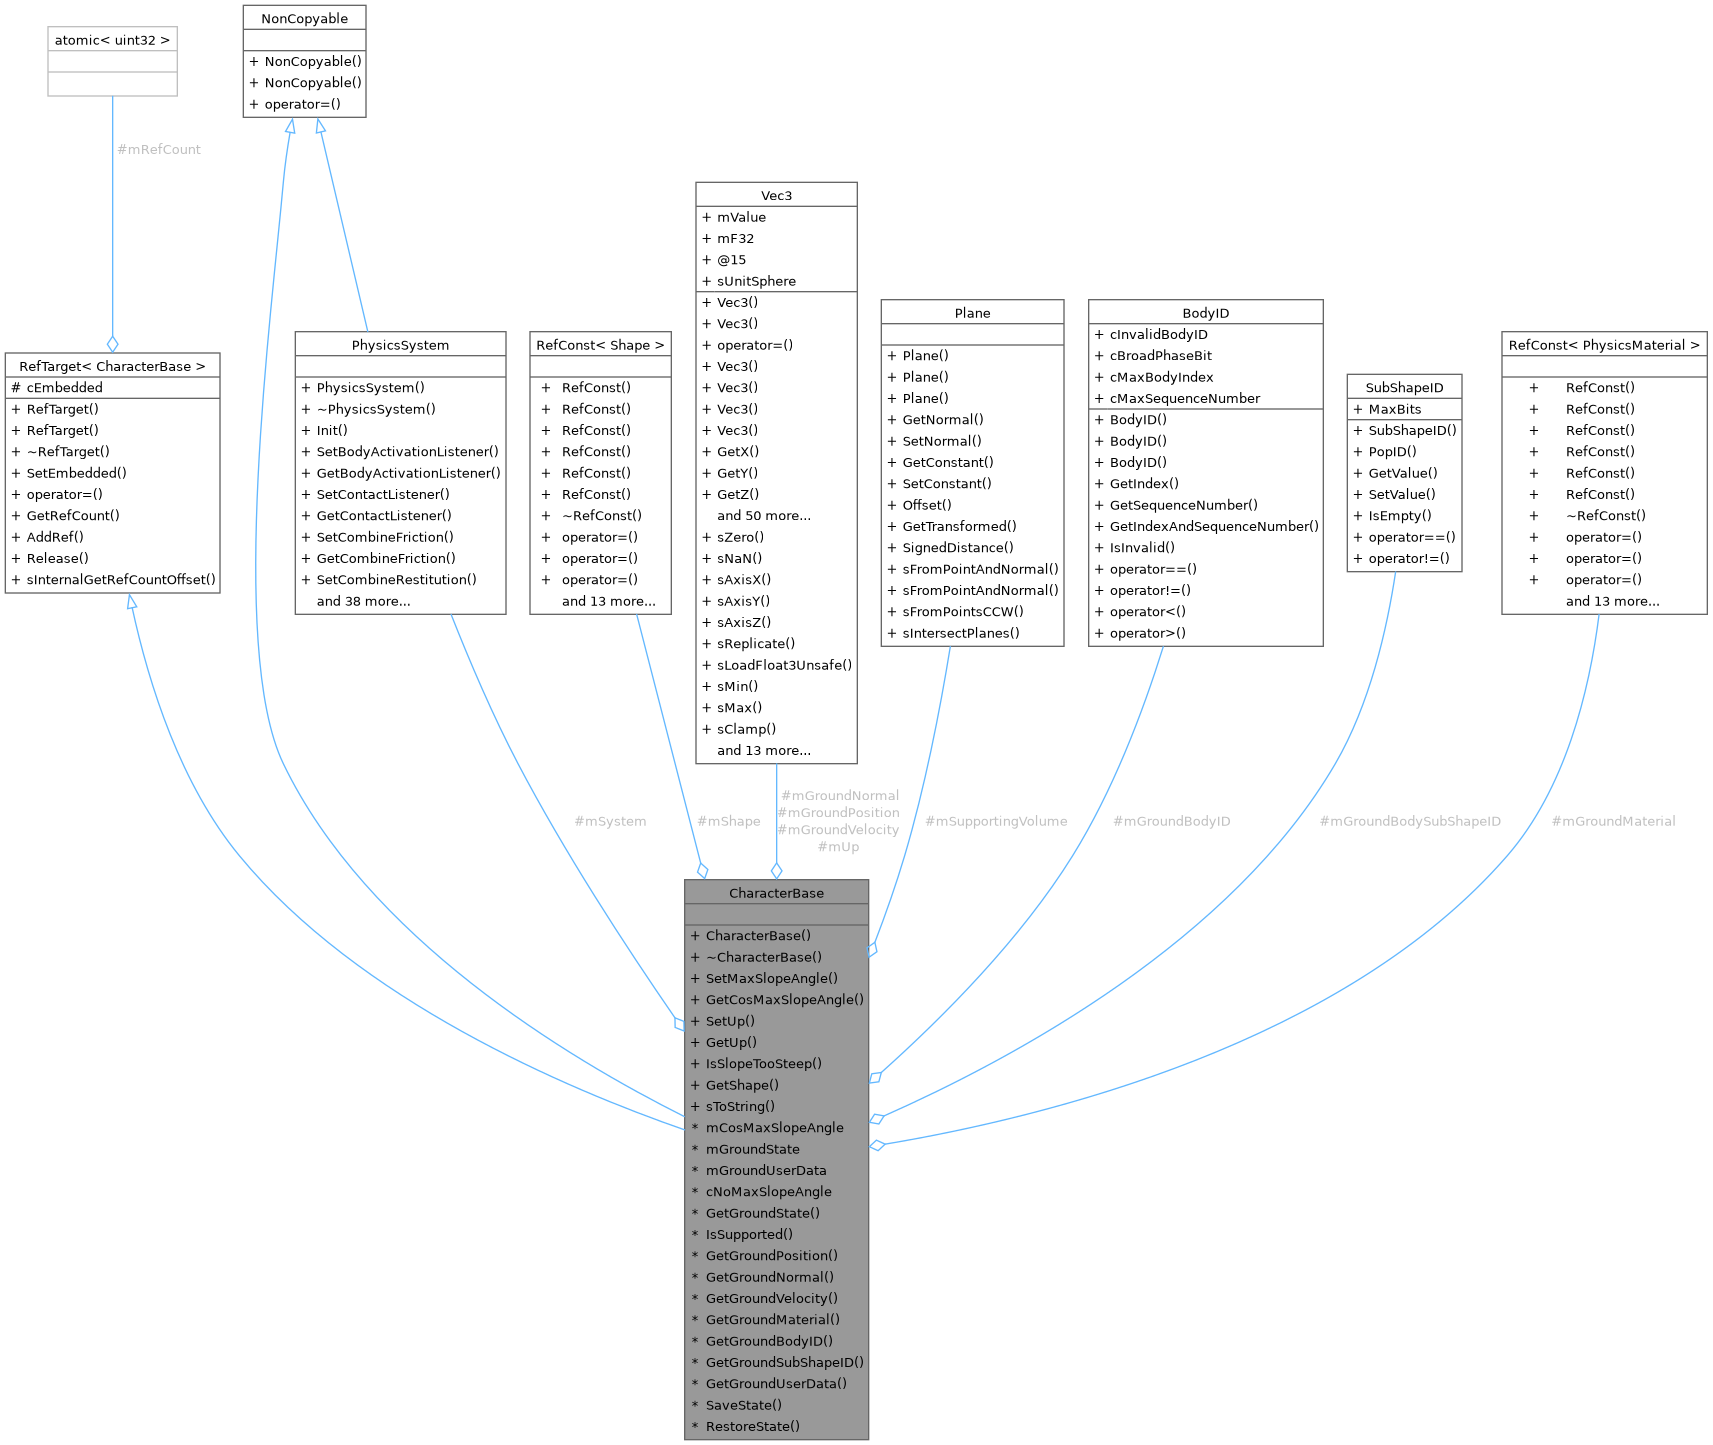 NonCopyable
+ NonCopyable()
+ NonCopyable()
+ operator=()
atomic< uint32 >
#mRefCount
RefTarget< CharacterBase >
# cEmbedded
+ RefTarget()
+ RefTarget()
+ ~RefTarget()
+ SetEmbedded()
+ operator=()
+ GetRefCount()
+ AddRef()
+ Release()
+ sInternalGetRefCountOffset()
PhysicsSystem
+ PhysicsSystem()
+ ~PhysicsSystem()
+ Init()
+ SetBodyActivationListener()
+ GetBodyActivationListener()
+ SetContactListener()
+ GetContactListener()
+ SetCombineFriction()
+ GetCombineFriction()
+ SetCombineRestitution()
and 38 more...
RefConst< Shape >
+ RefConst()
+ RefConst()
+ RefConst()
+ RefConst()
+ RefConst()
+ RefConst()
+ ~RefConst()
+ operator=()
+ operator=()
+ operator=()
and 13 more...
Vec3
+ mValue
+ mF32
+ @15
+ sUnitSphere
+ Vec3()
+ Vec3()
+ operator=()
+ Vec3()
+ Vec3()
+ Vec3()
+ Vec3()
+ GetX()
+ GetY()
+ GetZ()
and 50 more...
+ sZero()
+ sNaN()
+ sAxisX()
+ sAxisY()
+ sAxisZ()
+ sReplicate()
+ sLoadFloat3Unsafe()
+ sMin()
+ sMax()
+ sClamp()
and 13 more...
Plane
+ Plane()
+ Plane()
+ Plane()
+ GetNormal()
+ SetNormal()
+ GetConstant()
+ SetConstant()
+ Offset()
+ GetTransformed()
+ SignedDistance()
+ sFromPointAndNormal()
+ sFromPointAndNormal()
+ sFromPointsCCW()
+ sIntersectPlanes()
BodyID
+ cInvalidBodyID
+ cBroadPhaseBit
+ cMaxBodyIndex
+ cMaxSequenceNumber
+ BodyID()
+ BodyID()
+ BodyID()
+ GetIndex()
+ GetSequenceNumber()
+ GetIndexAndSequenceNumber()
+ IsInvalid()
+ operator==()
+ operator!=()
+ operator<()
+ operator>()
SubShapeID
+ MaxBits
+ SubShapeID()
+ PopID()
+ GetValue()
+ SetValue()
+ IsEmpty()
+ operator==()
+ operator!=()
RefConst< PhysicsMaterial >
+ RefConst()
+ RefConst()
+ RefConst()
+ RefConst()
+ RefConst()
+ RefConst()
+ ~RefConst()
+ operator=()
+ operator=()
+ operator=()
and 13 more...
#mSystem
#mShape
#mGroundNormal
#mGroundPosition
#mGroundVelocity
#mUp
#mSupportingVolume
#mGroundBodyID
#mGroundBodySubShapeID
#mGroundMaterial
CharacterBase
+ CharacterBase()
+ ~CharacterBase()
+ SetMaxSlopeAngle()
+ GetCosMaxSlopeAngle()
+ SetUp()
+ GetUp()
+ IsSlopeTooSteep()
+ GetShape()
+ sToString()
* mCosMaxSlopeAngle
* mGroundState
* mGroundUserData
* cNoMaxSlopeAngle
* GetGroundState()
* IsSupported()
* GetGroundPosition()
* GetGroundNormal()
* GetGroundVelocity()
* GetGroundMaterial()
* GetGroundBodyID()
* GetGroundSubShapeID()
* GetGroundUserData()
* SaveState()
* RestoreState()